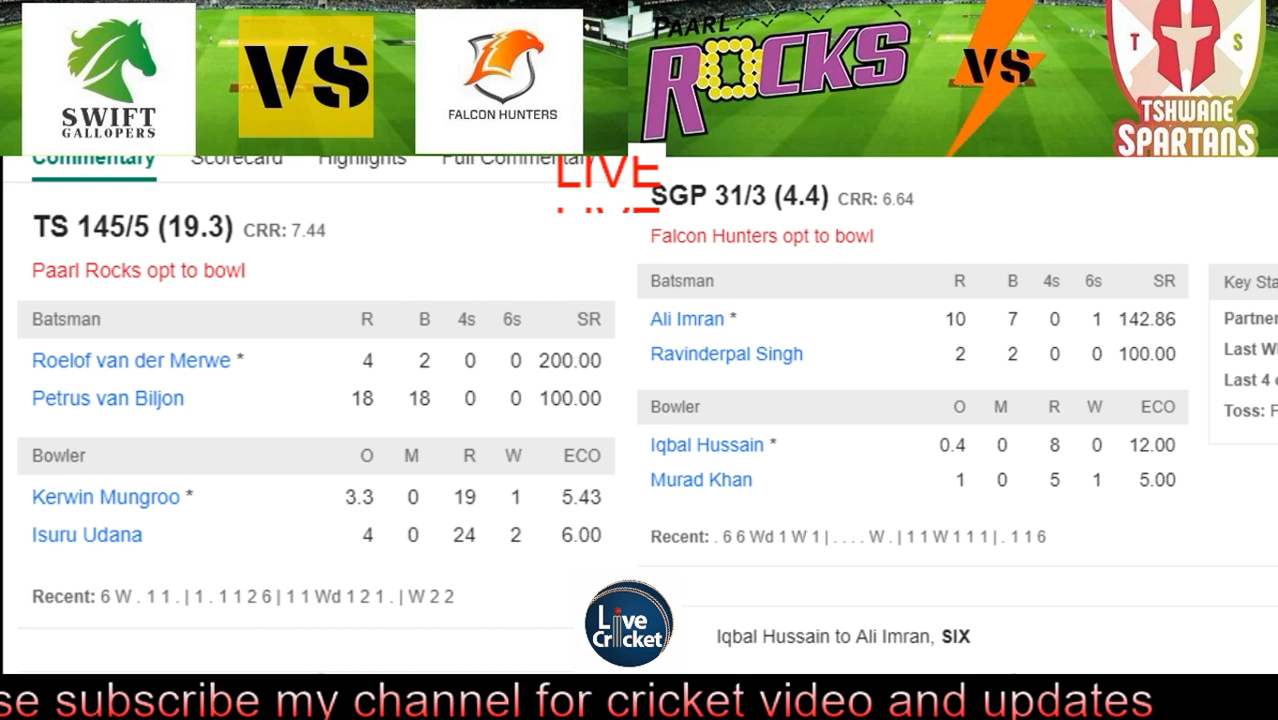 SWIFT
GALLOPERS
VS
FALCON HUNTERS
PAARL
ROCKS
VS
T S
TSHWANE
SPARTANS
Commentary Scorecard Highlights Full Commentary
LIVE
LIVE
TS 145/5 (19.3) CRR: 7.44
Paarl Rocks opt to bowl
Batsman R B 4s 6s SR
Roelof van der Merwe * 4 2 0 0 200.00
Petrus van Biljon 18 18 0 0 100.00
Bowler O M R W ECO
Kerwin Mungroo * 3.3 0 19 1 5.43
Isuru Udana 4 0 24 2 6.00
Recent: 6 W . 1 1 . | 1 . 1 1 2 6 | 1 1 Wd 1 2 1 . | W 2 2
SGP 31/3 (4.4) CRR: 6.64
Falcon Hunters opt to bowl
Batsman R B 4s 6s SR
Ali Imran * 10 7 0 1 142.86
Ravinderpal Singh 2 2 0 0 100.00
Bowler O M R W ECO
Iqbal Hussain * 0.4 0 8 0 12.00
Murad Khan 1 0 5 1 5.00
Recent: . 6 6 Wd 1 W 1 | . . . . W . | 1 1 W 1 1 1 | . 1 1 6
Key Sta
Partner
Last W
Last 4 o
Toss: F
Live
Cricket
Iqbal Hussain to Ali Imran, SIX
se subscribe my channel for cricket video and updates